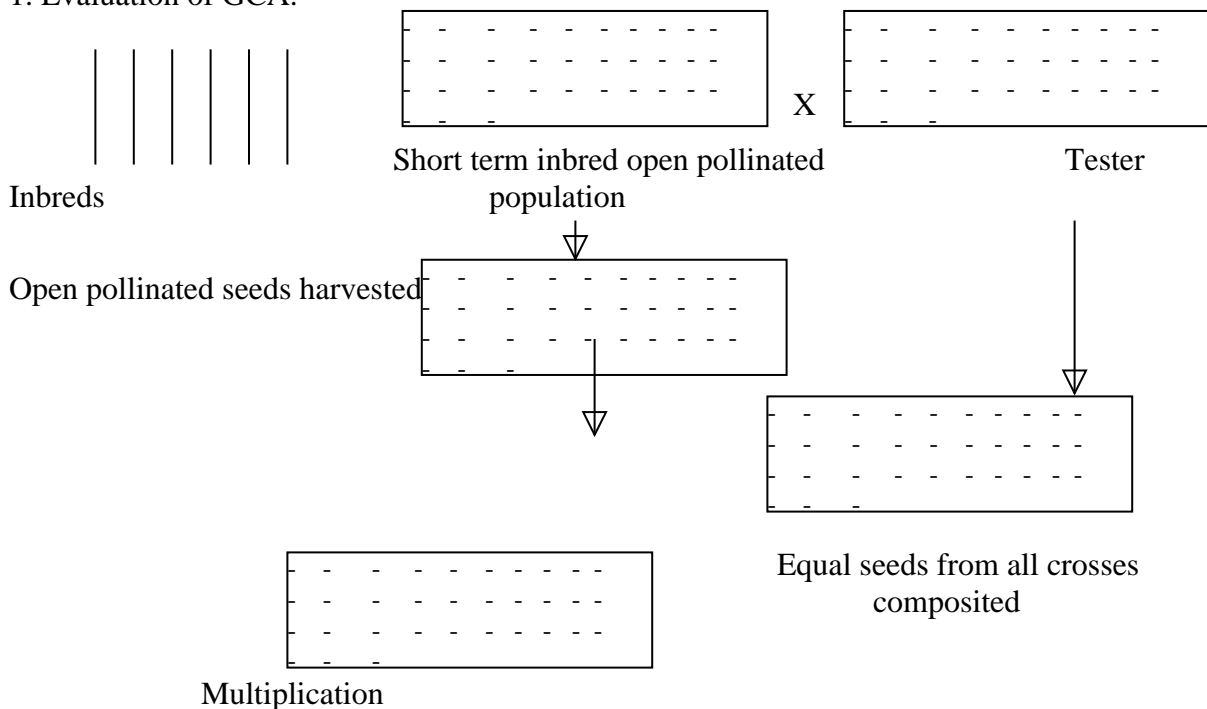 1. Evaluation of GCA:
X
Short term inbred open pollinated
population
Tester
Inbreds
Open pollinated seeds harvested
Equal seeds from all crosses
composited
Multiplication